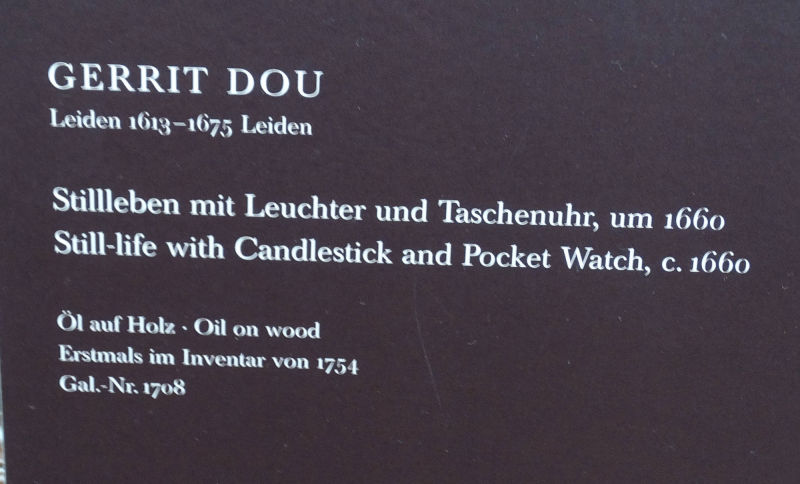 GERRIT DOU
Leiden 1613–1675 Leiden
Stillleben mit Leuchter und Taschenuhr, um 1660
Still-life with Candlestick and Pocket Watch, c. 1660
Öl auf Holz · Oil on wood
Erstmals im Inventar von 1754
Gal.-Nr. 1708